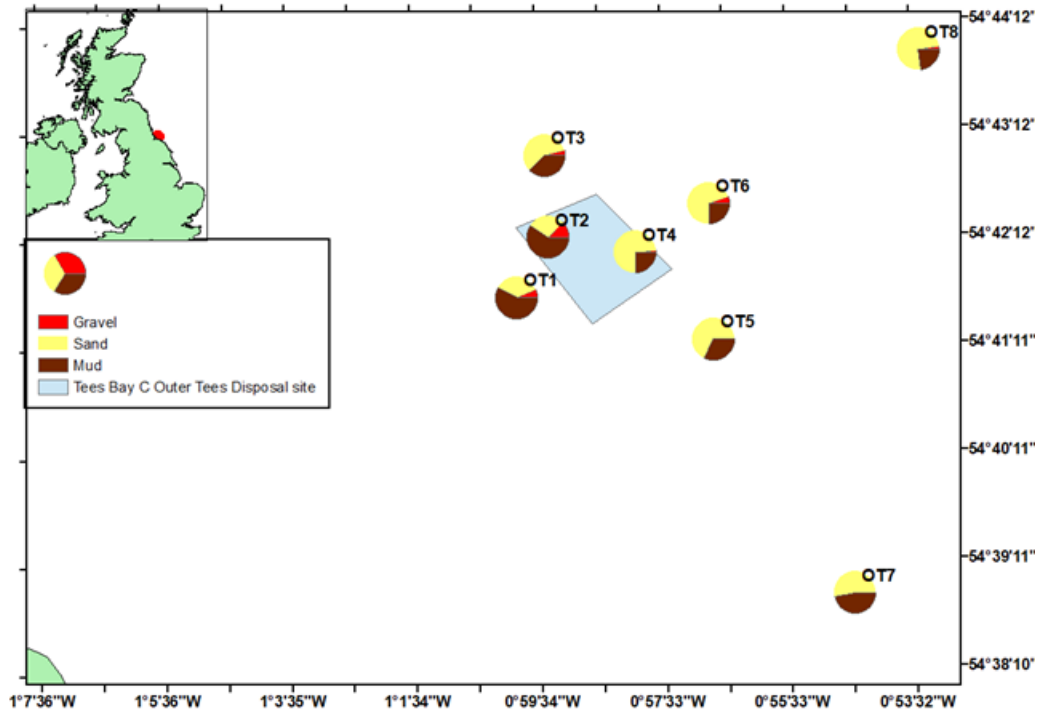 54°44'12'
OT8
54°43'12'
OT3
OT6
OT2
54°42'12'
OT4
OT1
OT5
54°41'11'
Gravel
Sand
Mud
Tees Bay C Outer Tees Disposal site
54°40'11'
54°39'11'
OT7
54°38'10'
1°7'36"W 1°5'36"W 1°3'35"W 1°1'34"W 0°59'34"W 0°57'33"W 0°55'33"W 0°53'32"W